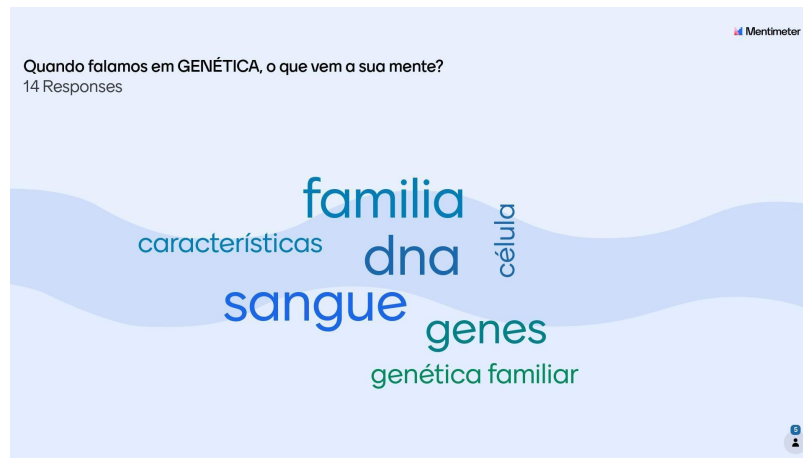 Mentimeter
Quando falamos em GENÉTICA, o que vem a sua mente?
14 Responses
familia
célula
características
dna
sangue
genes
genética familiar
5